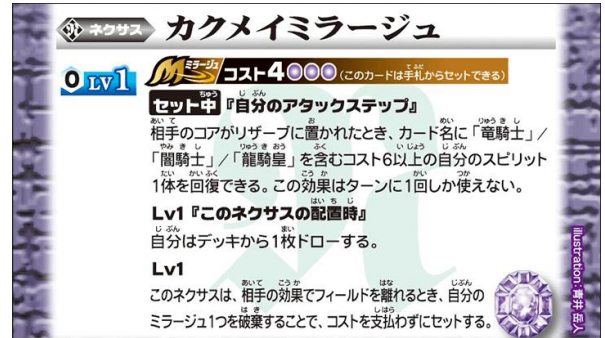 ネクサス カクメイミラージュ
0 LV1 Mミラージュ コスト4 (このカードは手札からセットできる)
セット中『自分のアタックステップ』
相手のコアがリザーブに置かれたとき、カード名に「竜騎士」/
「闇騎士」/「龍騎皇」を含むコスト6以上の自分のスピリット
1体を回復できる。この効果はターンに1回しか使えない。
Lv1『このネクサスの配置時』
自分はデッキから1枚ドローする。
Lv1
このネクサスは、相手の効果でフィールドを離れるとき、自分の
ミラージュ1つを破棄することで、コストを支払わずにセットする。
illustration:青井 岳人